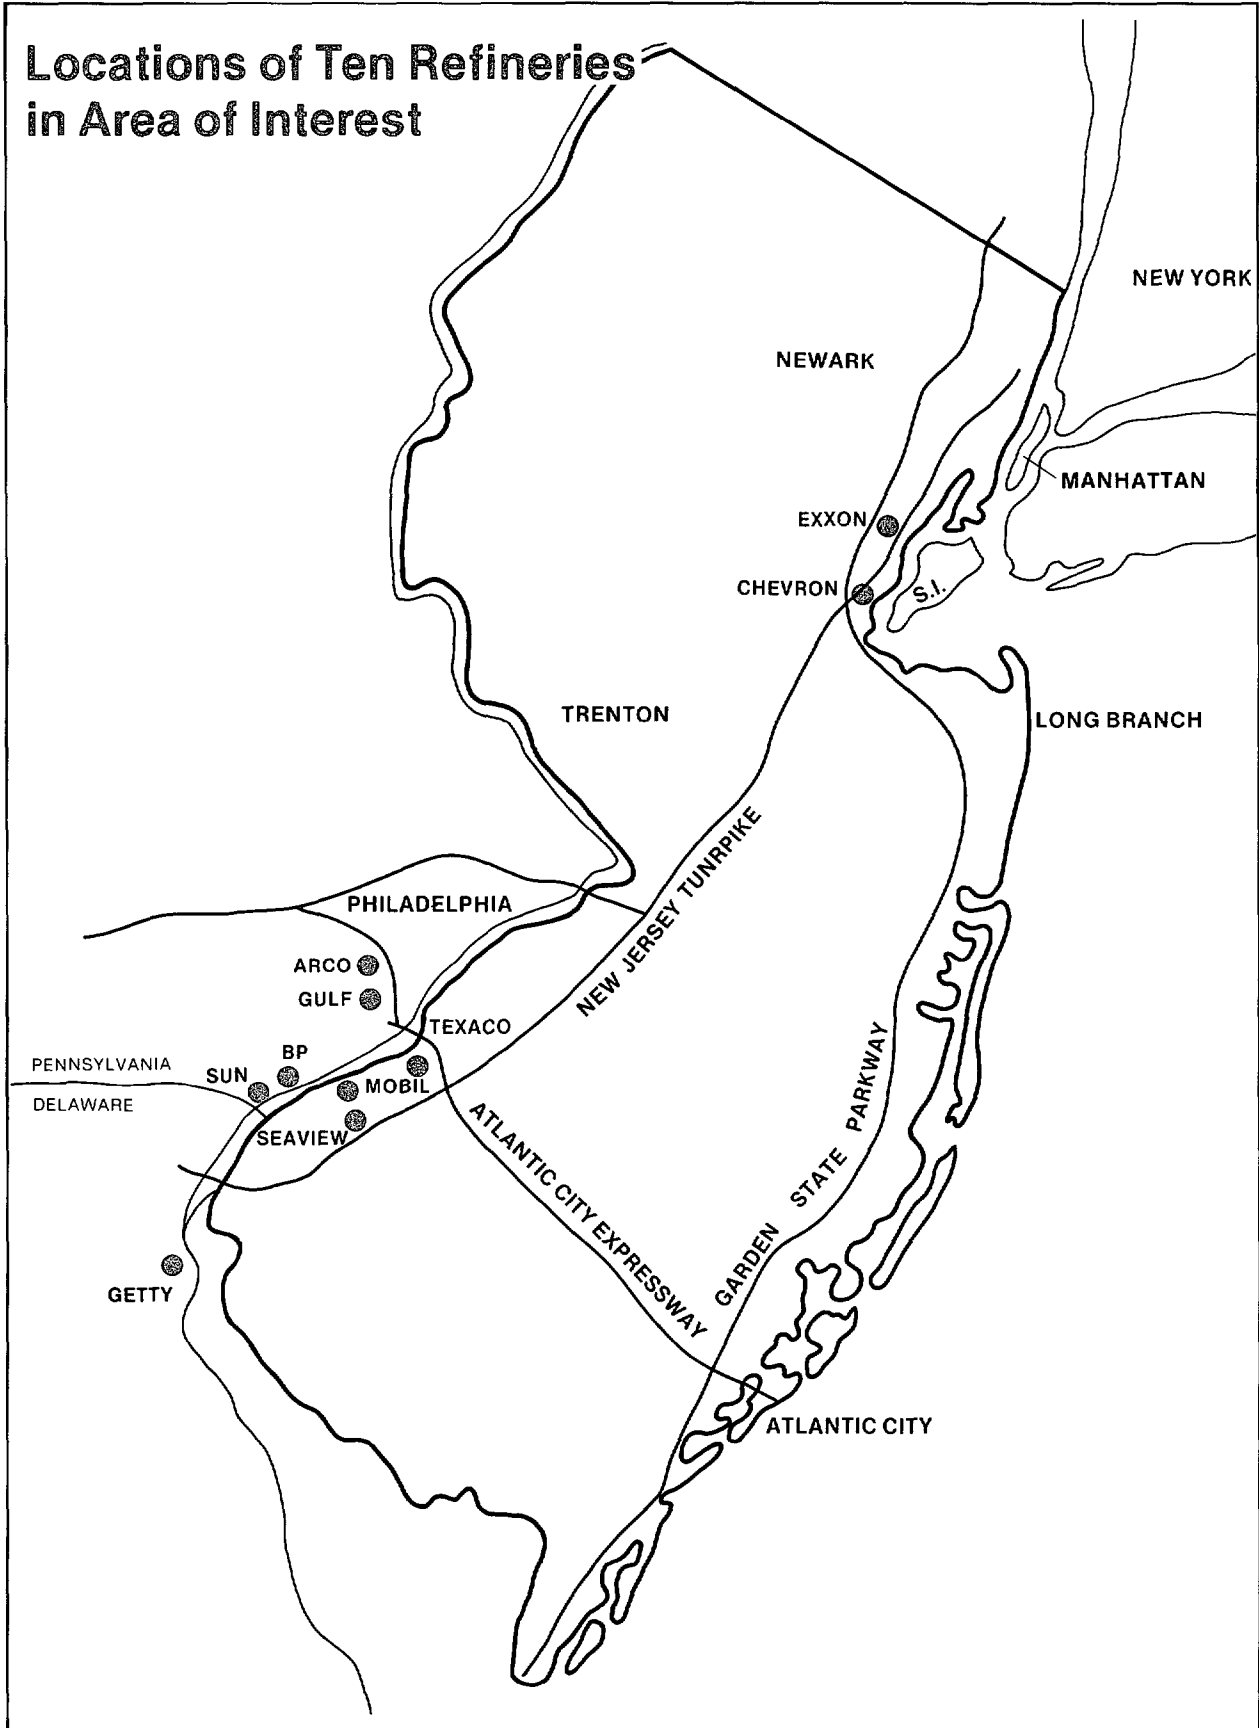 Locations of Ten Refineries
in Area of Interest
NEW YORK
NEWARK
MANHATTAN
EXXON
CHEVRON
S.I.
TRENTON
LONG BRANCH
NEW JERSEY TUNRPIKE
PHILADELPHIA
ARCO
GULF
TEXACO
PENNSYLVANIA
DELAWARE
BP
SUN
MOBIL
SEAVIEW
ATLANTIC CITY EXPRESSWAY
GARDEN STATE PARKWAY
GETTY
ATLANTIC CITY